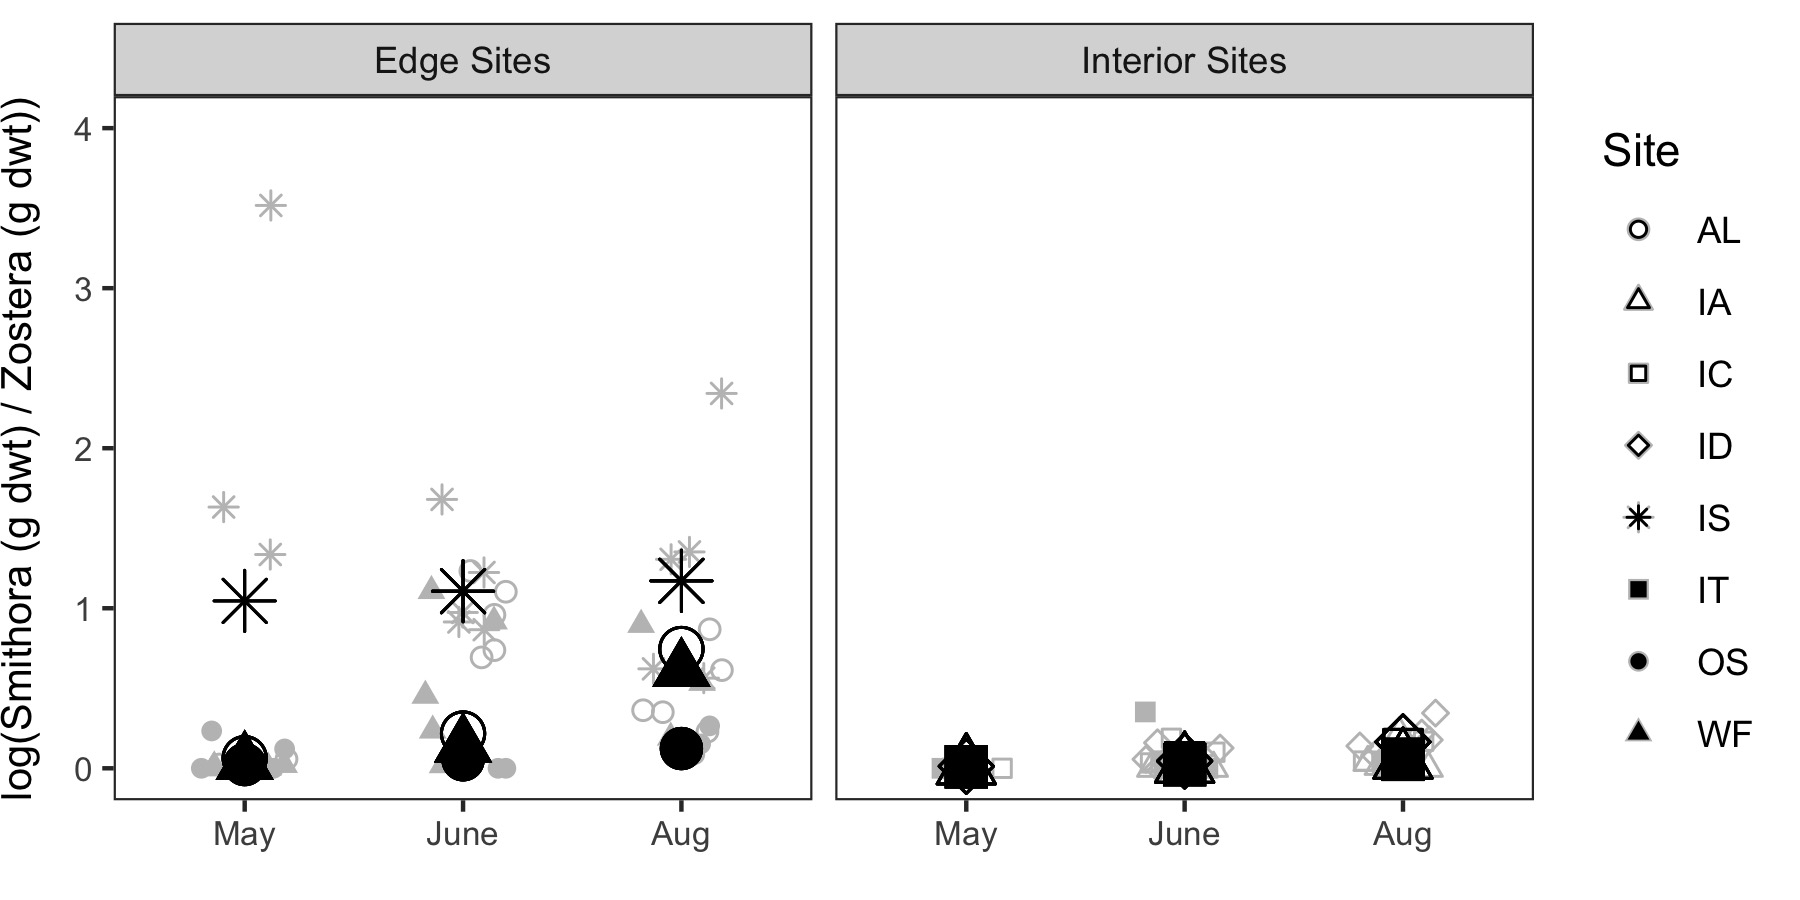 Edge Sites
Interior Sites
log(Smithora (g dwt) / Zostera (g dwt))
4
3
2
1
0
May
June
Aug
May
June
Aug
Site
AL
IA
IC
ID
IS
IT
OS
WF